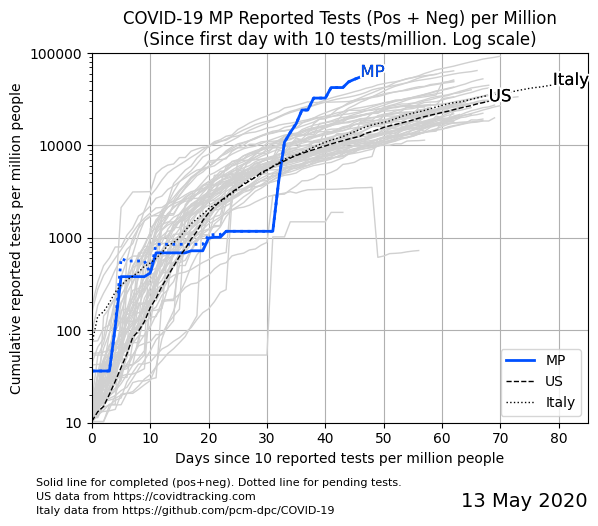 COVID-19 MP Reported Tests (Pos + Neg) per Million
(Since first day with 10 tests/million. Log scale)
Cumulative reported tests per million people
100000
10000
1000
100
10
MP
US
Italy
MP
US
Italy
0 10 20 30 40 50 60 70 80
Days since 10 reported tests per million people
Solid line for completed (pos+neg). Dotted line for pending tests.
US data from https://covidtracking.com
Italy data from https://github.com/pcm-dpc/COVID-19
13 May 2020